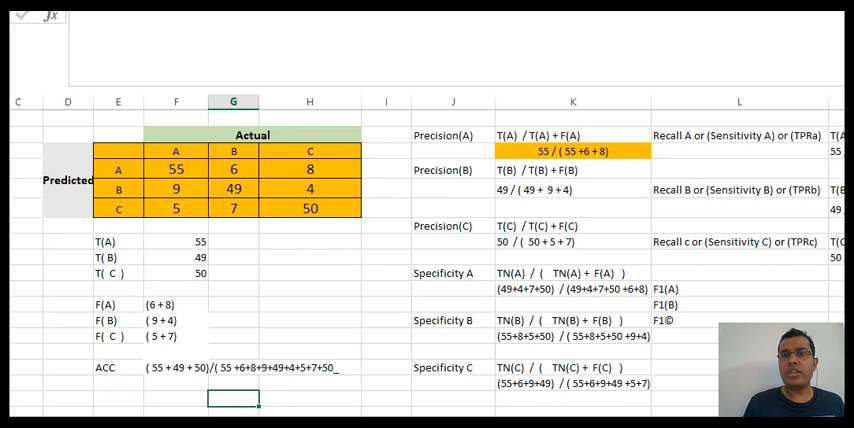 fx
C D E F G H I J K L
Actual
A B C
Predicted
A 55 6 8
B 9 49 4
C 5 7 50
T(A) 55
T( B) 49
T( C ) 50
F(A) (6 + 8)
F( B) ( 9 + 4)
F( C ) ( 5 + 7)
ACC ( 55 + 49 + 50)/( 55 +6+8+9+49+4+5+7+50_
Precision(A) T(A) / T(A) + F(A) Recall A or (Sensitivity A) or (TPRa) T(A)
55 / ( 55 +6 + 8) 55
Precision(B) T(B) / T(B) + F(B)
49 / ( 49 + 9 + 4) Recall B or (Sensitivity B) or (TPRb) T(B
49
Precision(C) T(C) / T(C) + F(C)
50 / ( 50 + 5 + 7) Recall c or (Sensitivity C) or (TPRc) T(C
50
Specificity A TN(A) / ( TN(A) + F(A) )
(49+4+7+50) / (49+4+7+50 +6+8) F1(A)
F1(B)
Specificity B TN(B) / ( TN(B) + F(B) ) F1©
(55+8+5+50) / (55+8+5+50 +9+4)
Specificity C TN(C) / ( TN(C) + F(C) )
(55+6+9+49) / ( 55+6+9+49 +5+7)